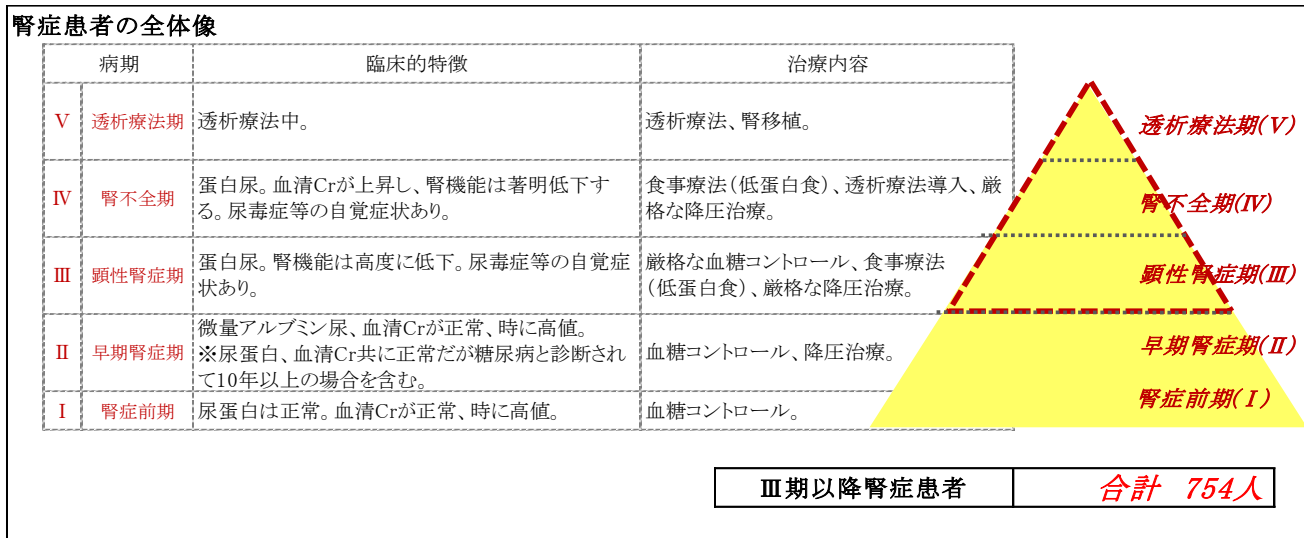 腎症患者の全体像
病期 臨床的特徴 治療内容
Ⅴ 透析療法期 透析療法中。 透析療法、腎移植。
Ⅳ 腎不全期 蛋白尿。血清Crが上昇し、腎機能は著明低下す
る。尿毒症等の自覚症状あり。
食事療法(低蛋白食)、透析療法導入、厳
格な降圧治療。
Ⅲ 顕性腎症期 蛋白尿。腎機能は高度に低下。尿毒症等の自覚症
状あり。
厳格な血糖コントロール、食事療法
(低蛋白食)、厳格な降圧治療。
Ⅱ 早期腎症期 微量アルブミン尿、血清Crが正常、時に高値。
※尿蛋白、血清Cr共に正常だが糖尿病と診断され
て10年以上の場合を含む。
血糖コントロール、降圧治療。
Ⅰ 腎症前期 尿蛋白は正常。血清Crが正常、時に高値。 血糖コントロール。
透析療法期(Ⅴ)
腎不全期(Ⅳ)
顕性腎症期(Ⅲ)
早期腎症期(Ⅱ)
腎症前期(Ⅰ)
Ⅲ期以降腎症患者 合計 754人